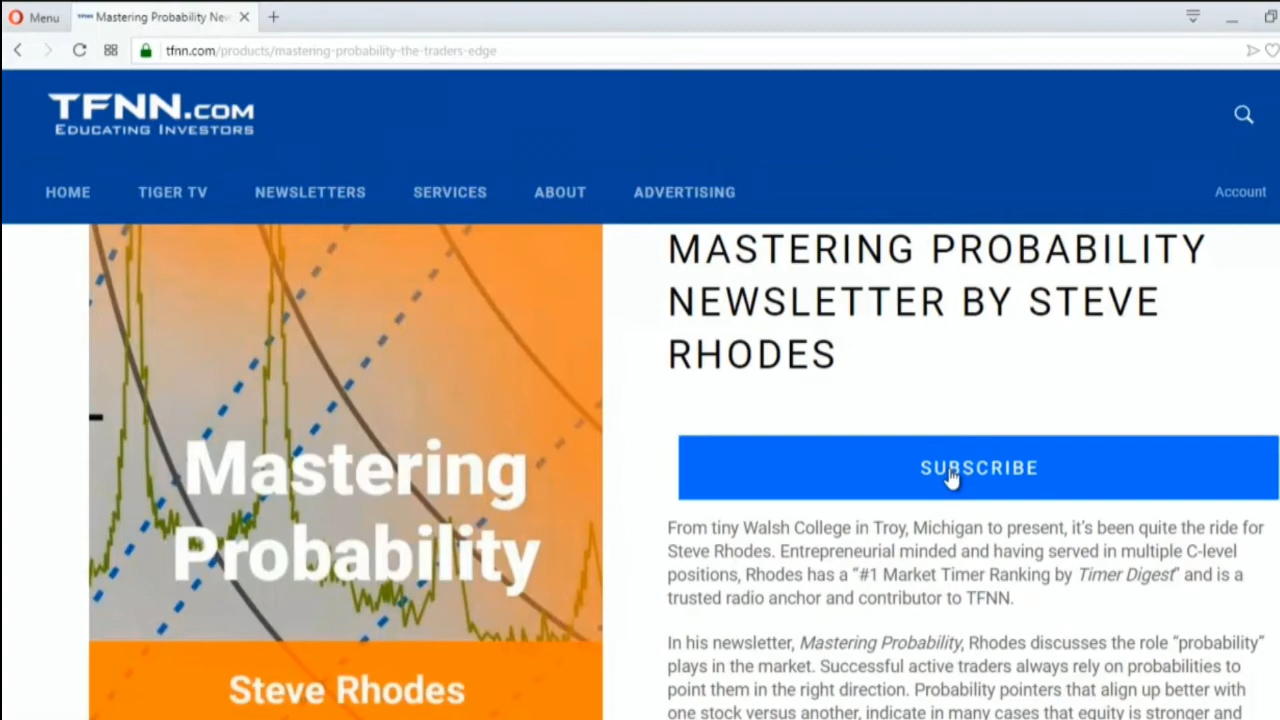 Menu
TFNN Mastering Probability New
tfnn.com/products/mastering-probability-the-traders-edge
TFNN.COM
EDUCATING INVESTORS
HOME TIGER TV NEWSLETTERS SERVICES ABOUT ADVERTISING Account
MASTERING PROBABILITY
NEWSLETTER BY STEVE
RHODES
Mastering
Probability
Steve Rhodes
SUBSCRIBE
From tiny Walsh College in Troy, Michigan to present, it's been quite the ride for
Steve Rhodes. Entrepreneurial minded and having served in multiple C-level
positions, Rhodes has a “#1 Market Timer Ranking by Timer Digest” and is a
trusted radio anchor and contributor to TFNN.
In his newsletter, Mastering Probability, Rhodes discusses the role “probability”
plays in the market. Successful active traders always rely on probabilities to
point them in the right direction. Probability pointers that align up better with
one stock versus another, indicate in many cases that equity is stronger and